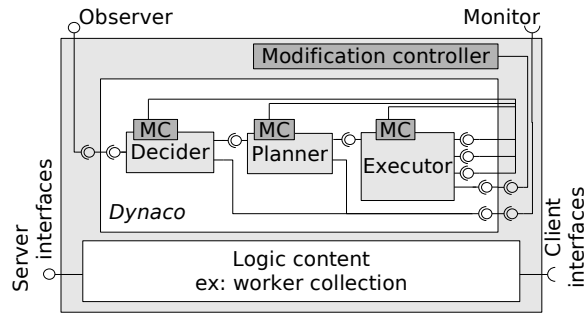 Observer
Monitor
Modification controller
MC
MC
MC
Decider
Planner
Executor
Dynaco
Server
interfaces
Client
interfaces
Logic content
ex: worker collection